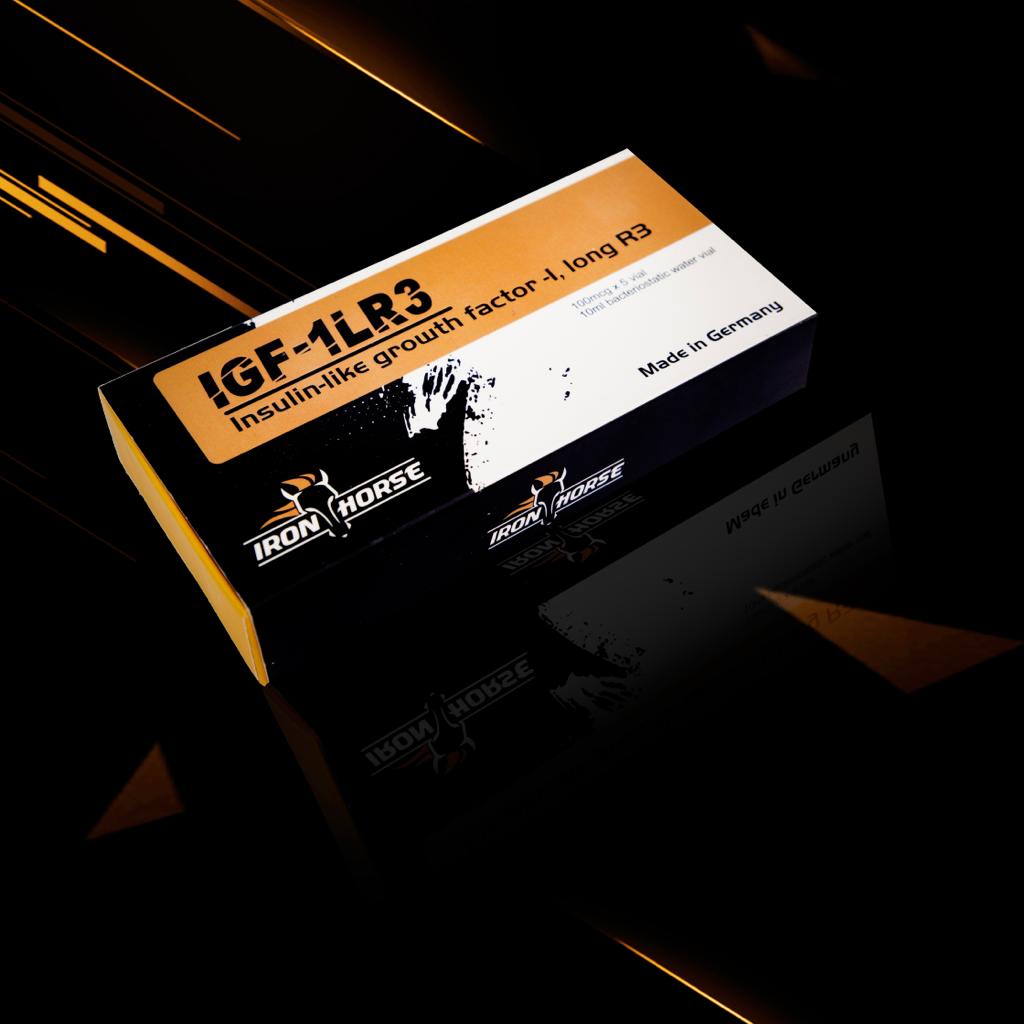 IGF-1LR3
Insulin-like growth factor -I, long R3
100mcg x 5 vial
10ml bacteriostatic water vial
Made in Germany
IRON HORSE
IRON HORSE